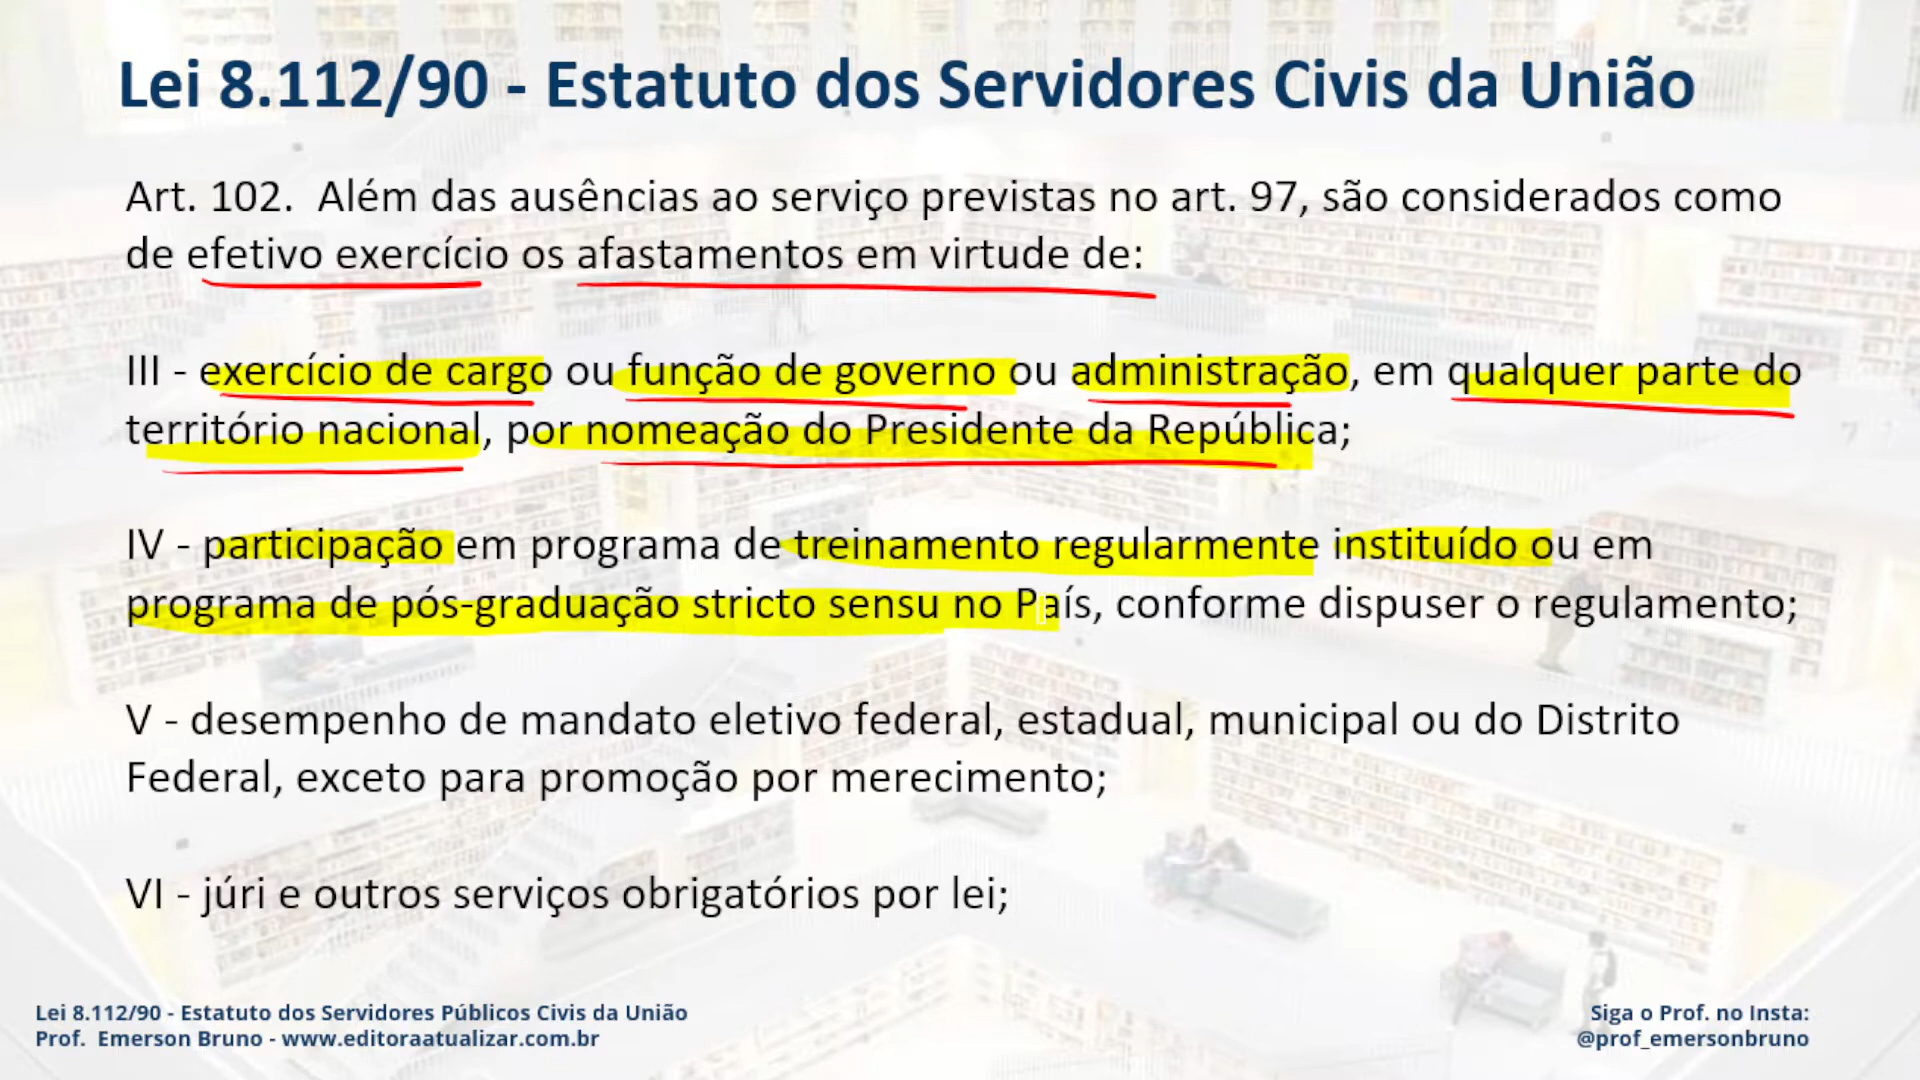 Lei 8.112/90 - Estatuto dos Servidores Civis da União
Art. 102.  Além das ausências ao serviço previstas no art. 97, são considerados como
de efetivo exercício os afastamentos em virtude de:
III - exercício de cargo ou função de governo ou administração, em qualquer parte do
território nacional, por nomeação do Presidente da República;
IV - participação em programa de treinamento regularmente instituído ou em
programa de pós-graduação stricto sensu no País, conforme dispuser o regulamento;
V - desempenho de mandato eletivo federal, estadual, municipal ou do Distrito
Federal, exceto para promoção por merecimento;
VI - júri e outros serviços obrigatórios por lei;
Lei 8.112/90 - Estatuto dos Servidores Públicos Civis da União
Prof.  Emerson Bruno - www.editoraatualizar.com.br
Siga o Prof. no Insta:
@prof_emersonbruno